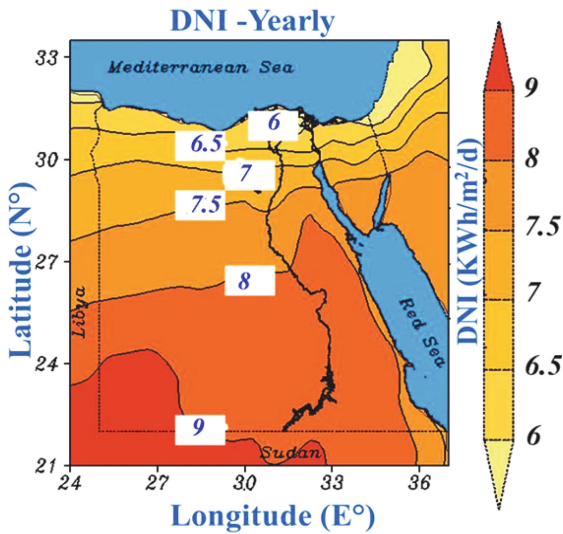 DNI -Yearly
33
30
27
24
21
Latitude (N°)
Mediterranean Sea
6
6.5
7
7.5
8
9
Libya
Red Sea
Sudan
24
27
30
33
36
Longitude (E°)
DNI (KWh/m²/d)
9
8
7.5
7
6.5
6